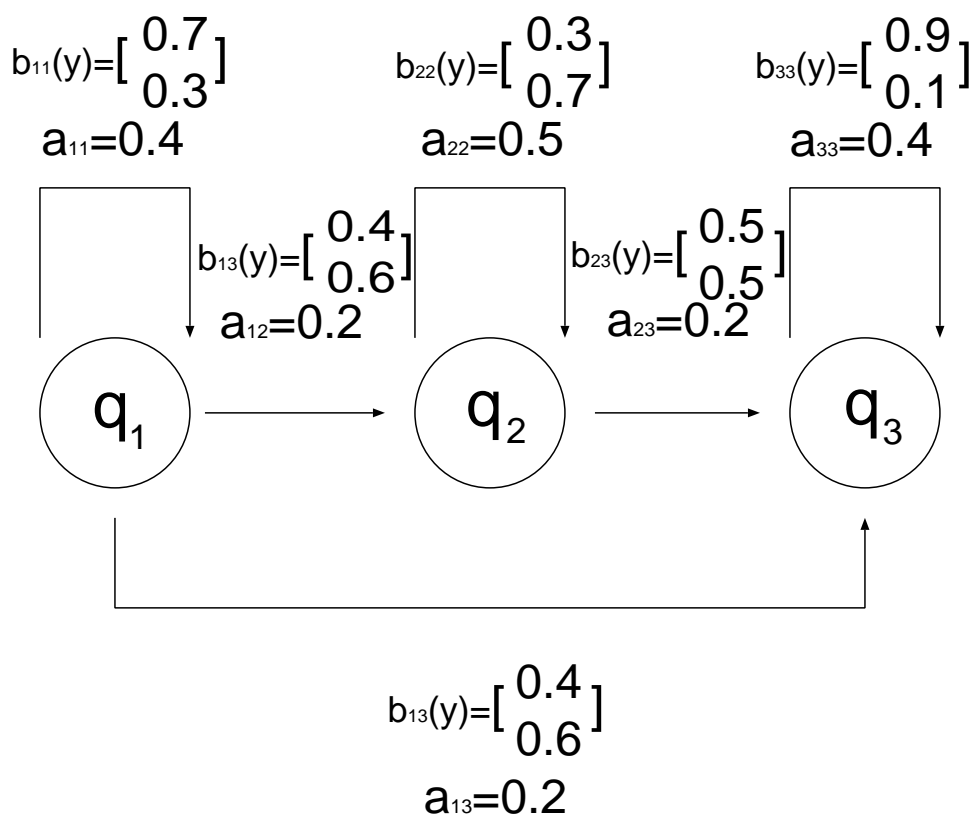 b₁₁(y)=[0.7 0.3]
a₁₁=0.4
b₂₂(y)=[0.3 0.7]
a₂₂=0.5
b₃₃(y)=[0.9 0.1]
a₃₃=0.4
b₁₃(y)=[0.4 0.6]
a₁₂=0.2
b₂₃(y)=[0.5 0.5]
a₂₃=0.2
q₁
q₂
q₃
b₁₃(y)=[0.4 0.6]
a₁₃=0.2